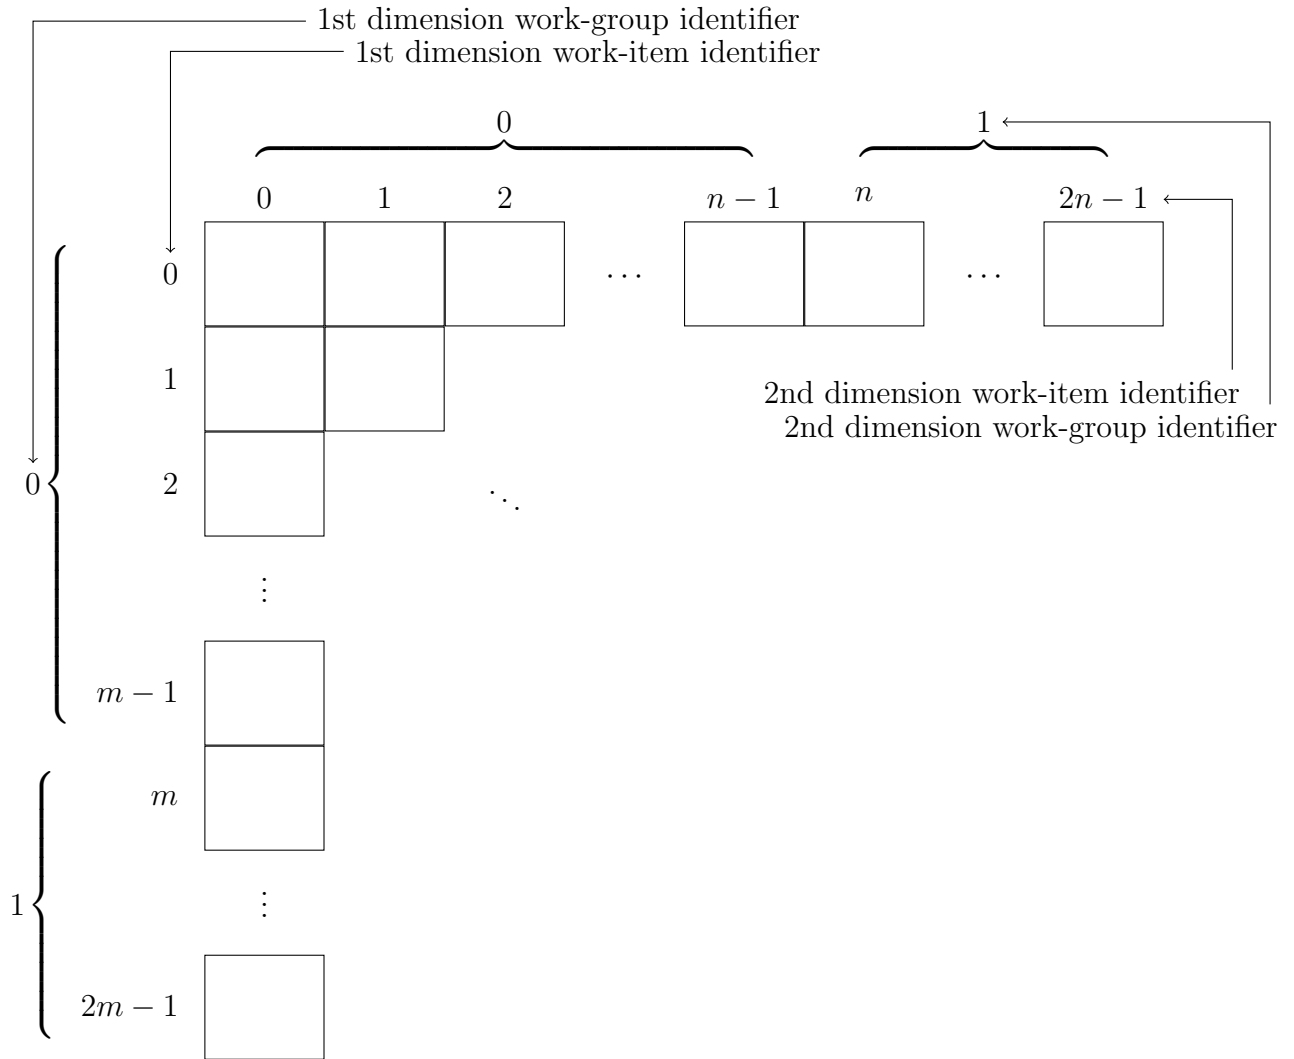 1st dimension work-group identifier
1st dimension work-item identifier
0 1
0 1 2 n − 1 n 2n − 1
0 ··· ···
1
2nd dimension work-item identifier
2nd dimension work-group identifier
0 2 ⋱
⋮
m − 1
m
1 ⋮
2m − 1